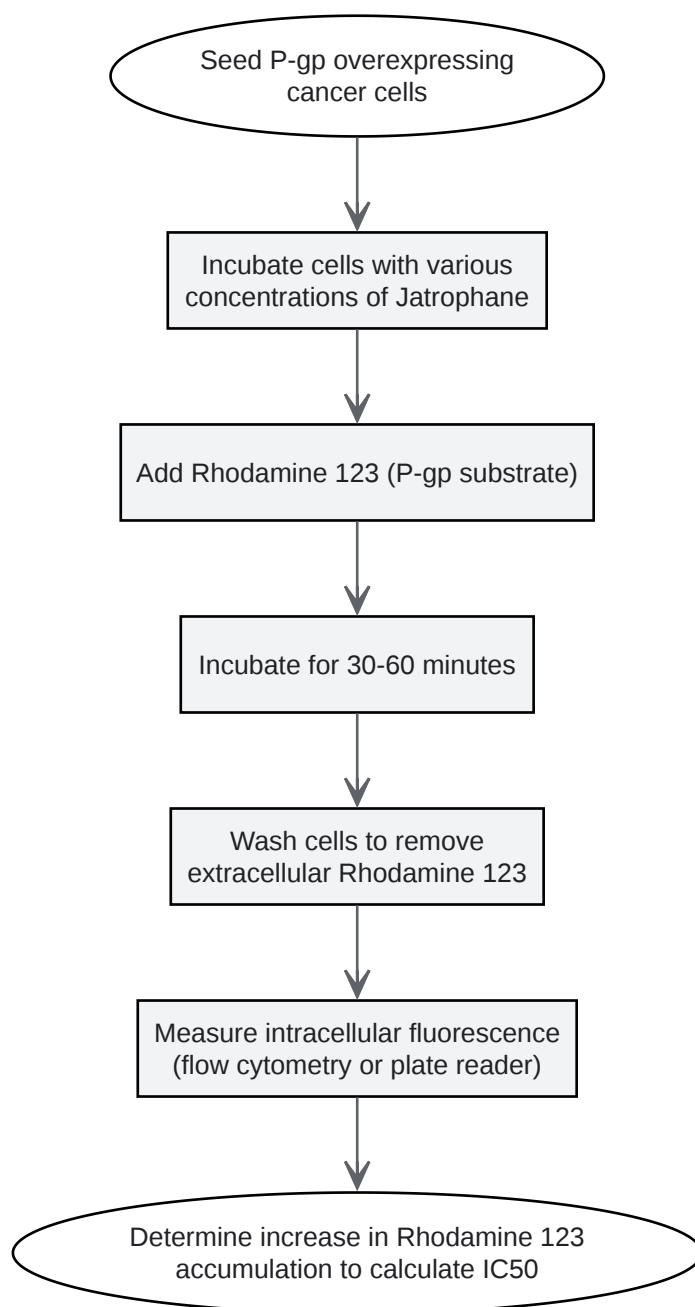 Seed P-gp overexpressing
cancer cells
Incubate cells with various
concentrations of Jatrophane
Add Rhodamine 123 (P-gp substrate)
Incubate for 30-60 minutes
Wash cells to remove
extracellular Rhodamine 123
Measure intracellular fluorescence
(flow cytometry or plate reader)
Determine increase in Rhodamine 123
accumulation to calculate IC50